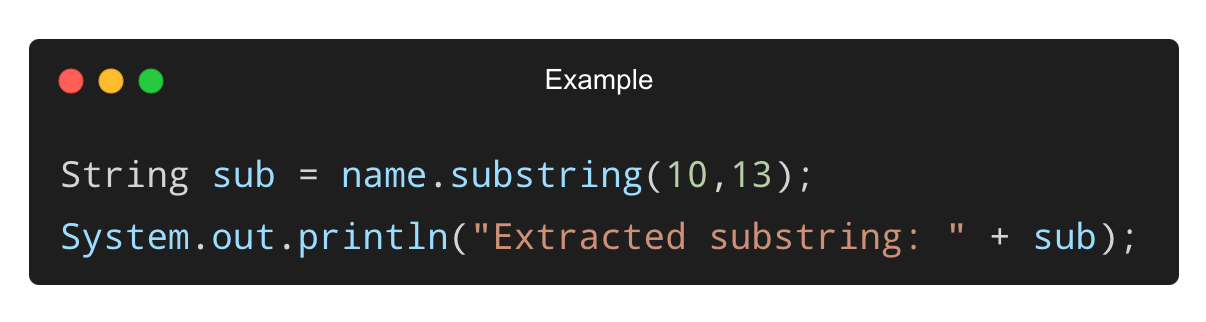 Example
String sub = name.substring(10,13);
System.out.println("Extracted substring: " + sub);